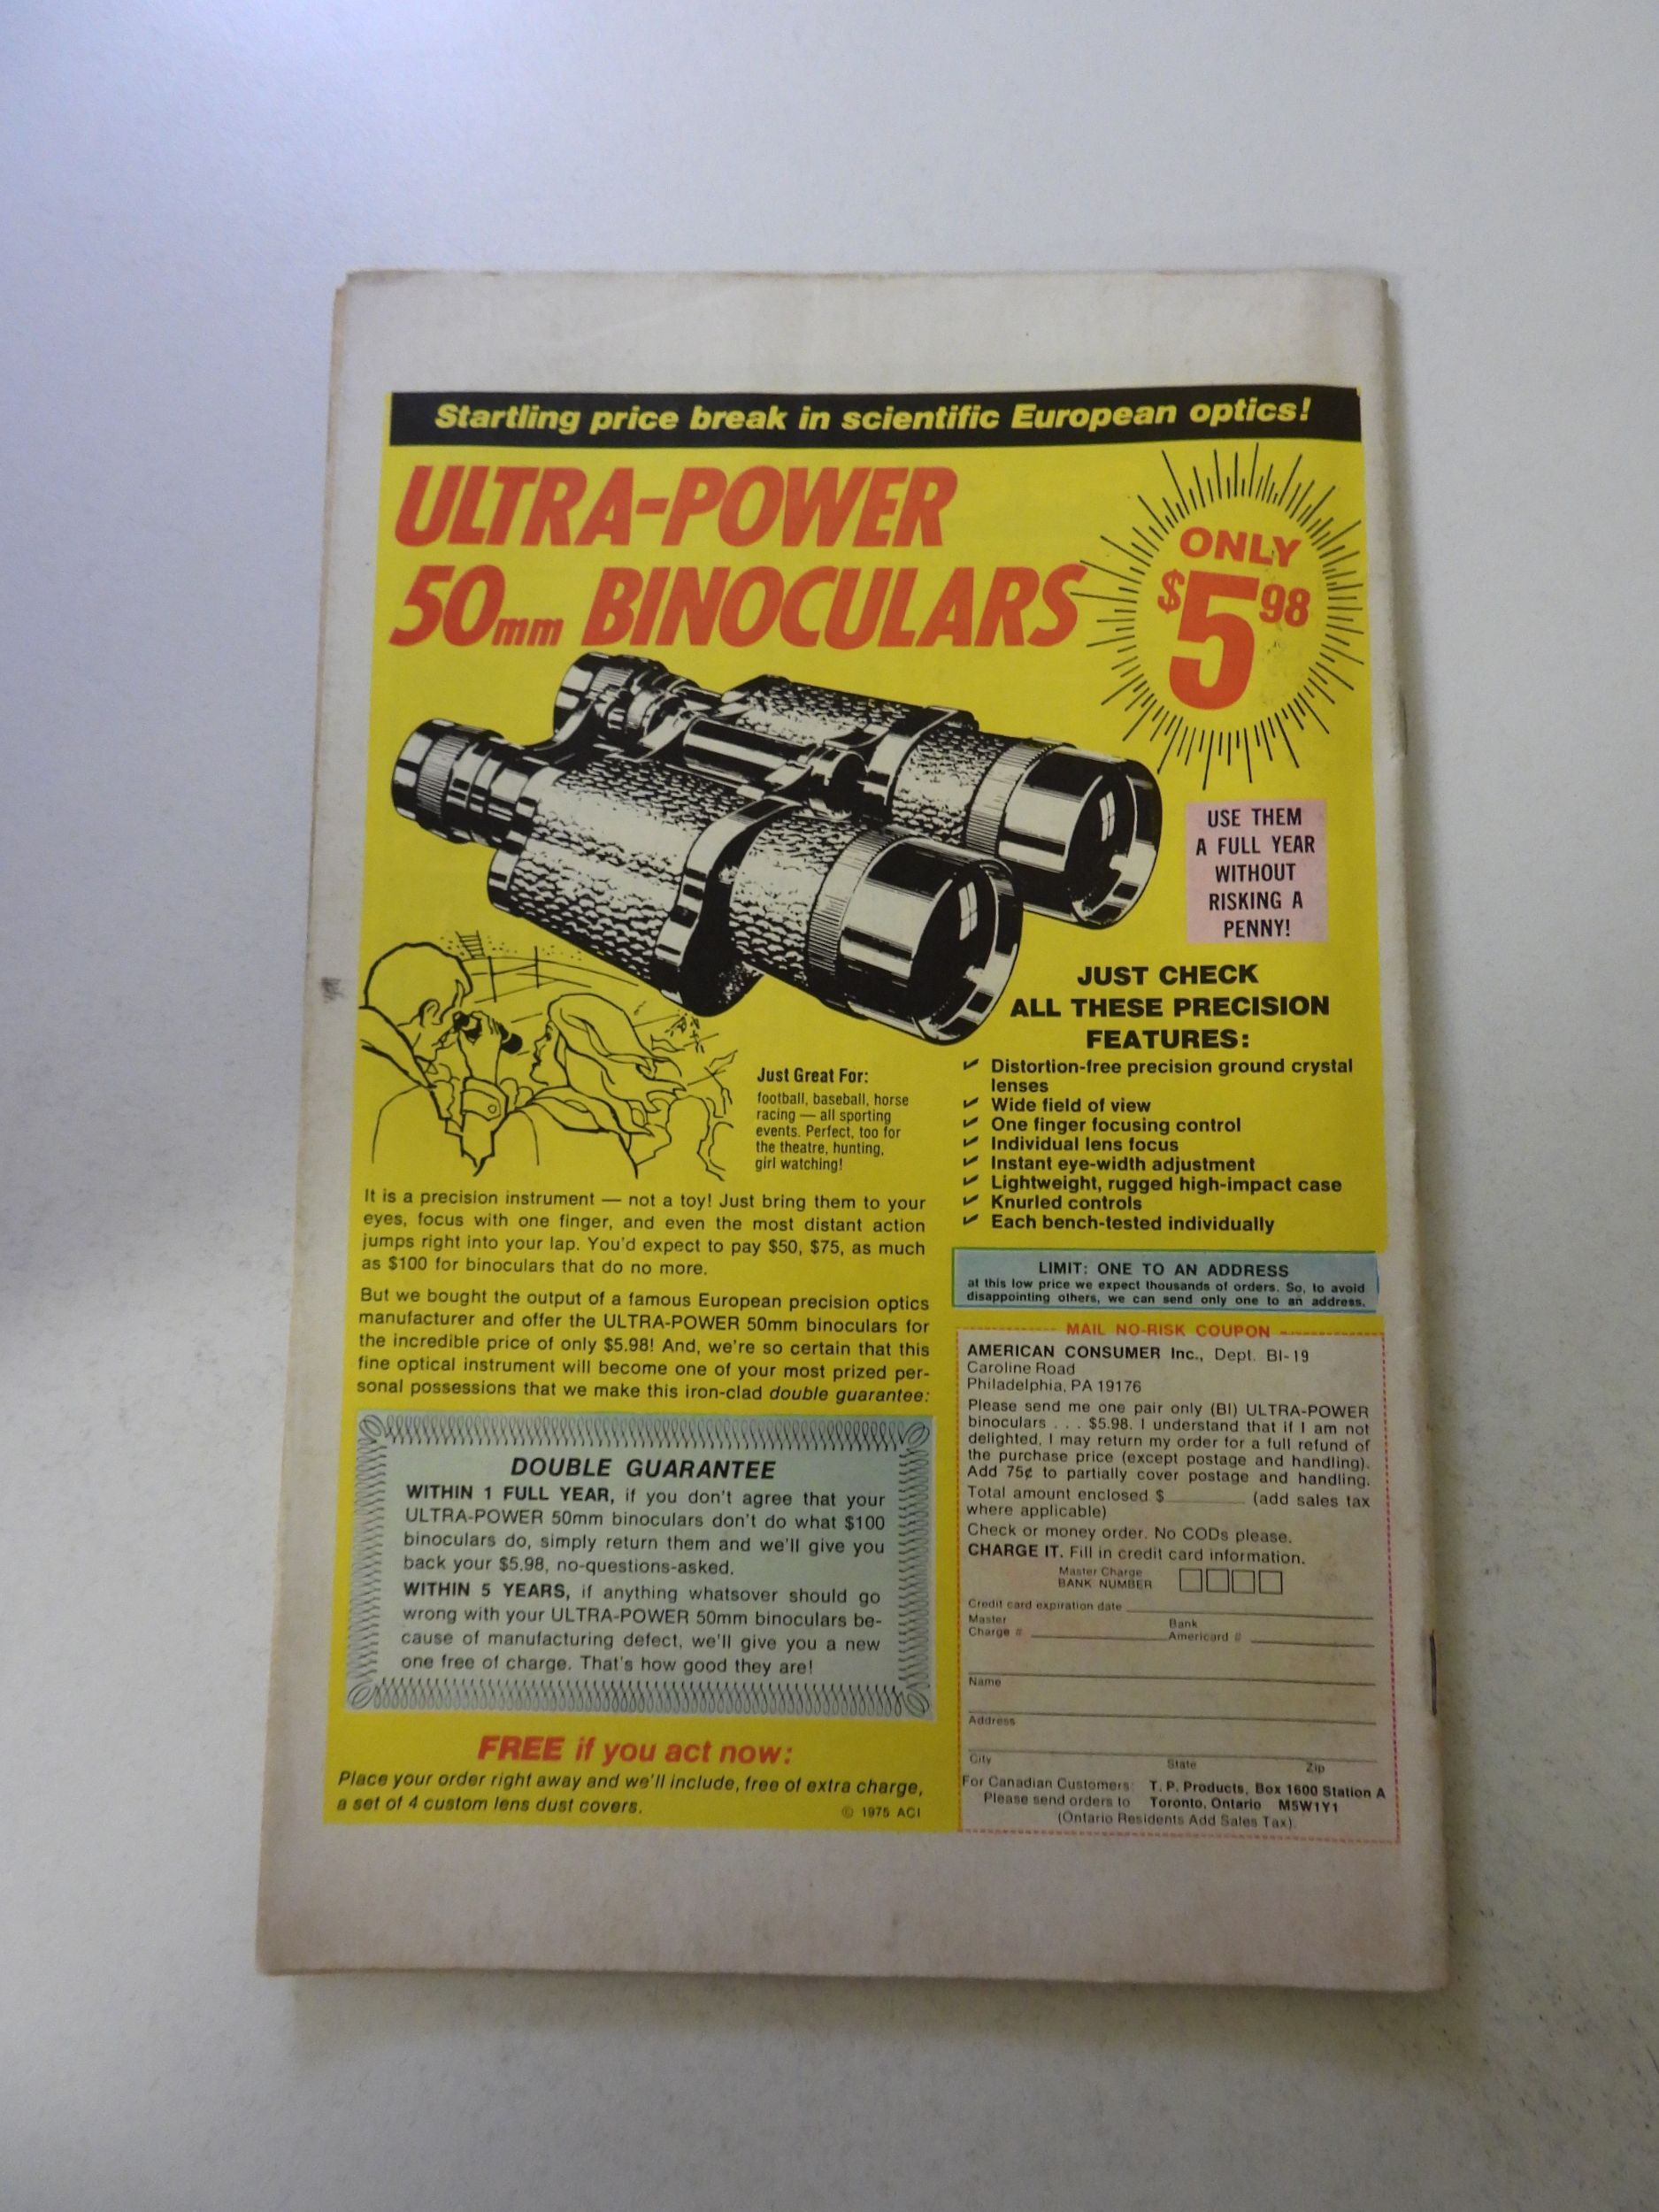 Startling price break in scientific European optics!
ULTRA-POWER
50mm BINOCULARS
ONLY
$5 98
USE THEM
A FULL YEAR
WITHOUT
RISKING A
PENNY!
JUST CHECK
ALL THESE PRECISION
FEATURES:
✓ Distortion-free precision ground crystal
lenses
✓ Wide field of view
✓ One finger focusing control
✓ Individual lens focus
✓ Instant eye-width adjustment
✓ Lightweight, rugged high-impact case
✓ Knurled controls
✓ Each bench-tested individually
Just Great For:
football, baseball, horse
racing — all sporting
events. Perfect, too for
the theatre, hunting,
girl watching!
It is a precision instrument — not a toy! Just bring them to your
eyes, focus with one finger, and even the most distant action
jumps right into your lap. You'd expect to pay $50, $75, as much
as $100 for binoculars that do no more.
But we bought the output of a famous European precision optics
manufacturer and offer the ULTRA-POWER 50mm binoculars for
the incredible price of only $5.98! And, we're so certain that this
fine optical instrument will become one of your most prized per-
sonal possessions that we make this iron-clad double guarantee:
DOUBLE GUARANTEE
WITHIN 1 FULL YEAR, if you don't agree that your
ULTRA-POWER 50mm binoculars don't do what $100
binoculars do, simply return them and we'll give you
back your $5.98, no-questions-asked.
WITHIN 5 YEARS, if anything whatsover should go
wrong with your ULTRA-POWER 50mm binoculars be-
cause of manufacturing defect, we'll give you a new
one free of charge. That's how good they are!
FREE if you act now:
Place your order right away and we'll include, free of extra charge,
a set of 4 custom lens dust covers.
© 1975 ACI
LIMIT: ONE TO AN ADDRESS
at this low price we expect thousands of orders. So, to avoid
disappointing others, we can send only one to an address.
MAIL NO-RISK COUPON
AMERICAN CONSUMER Inc., Dept. BI-19
Caroline Road
Philadelphia, PA 19176
Please send me one pair only (BI) ULTRA-POWER
binoculars . . . $5.98. I understand that if I am not
delighted, I may return my order for a full refund of
the purchase price (except postage and handling).
Add 75¢ to partially cover postage and handling.
Total amount enclosed $________ (add sales tax
where applicable)
Check or money order. No CODs please.
CHARGE IT. Fill in credit card information.
Master Charge
BANK NUMBER
Credit card expiration date
Master
Charge #
Bank
Americard #
Name
Address
City State Zip
For Canadian Customers: T. P. Products, Box 1600 Station A
Please send orders to Toronto, Ontario M5W1Y1
(Ontario Residents Add Sales Tax).